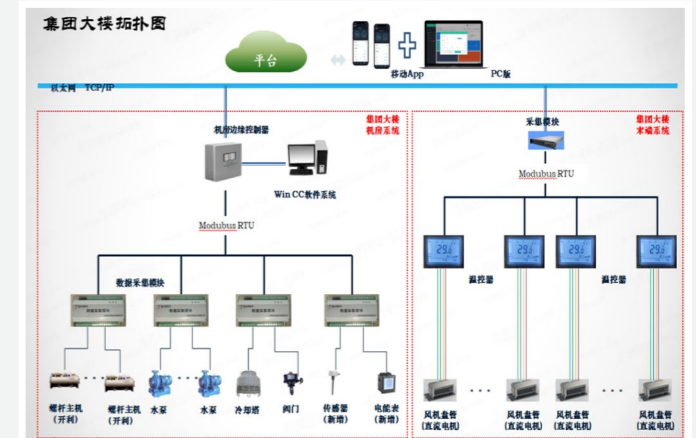 集团大楼拓扑图
平台
移动App
PC版
以太网 TCP/IP
机房边缘控制器
集团大楼
机房系统
Win CC软件系统
Modubus RTU
数据采集模块
螺杆主机
(开利)
螺杆主机
(开利)
水泵
水泵
冷却塔
阀门
传感器
(新增)
电能表
(新增)
采集模块
集团大楼
末端系统
Modubus RTU
温控器
温控器
风机盘管
(直流电机)
风机盘管
(直流电机)
风机盘管
(直流电机)
风机盘管
(直流电机)